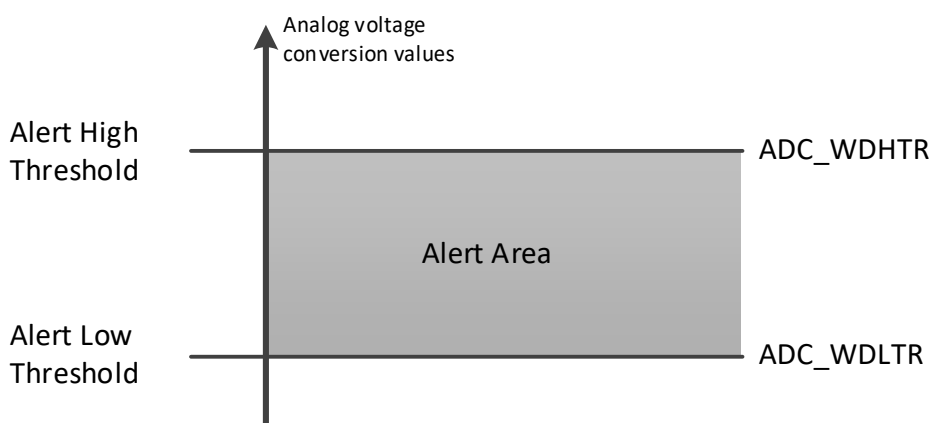 Analog voltage
conversion values
Alert High
Threshold
ADC_WDHTR
Alert Area
Alert Low
Threshold
ADC_WDLTR